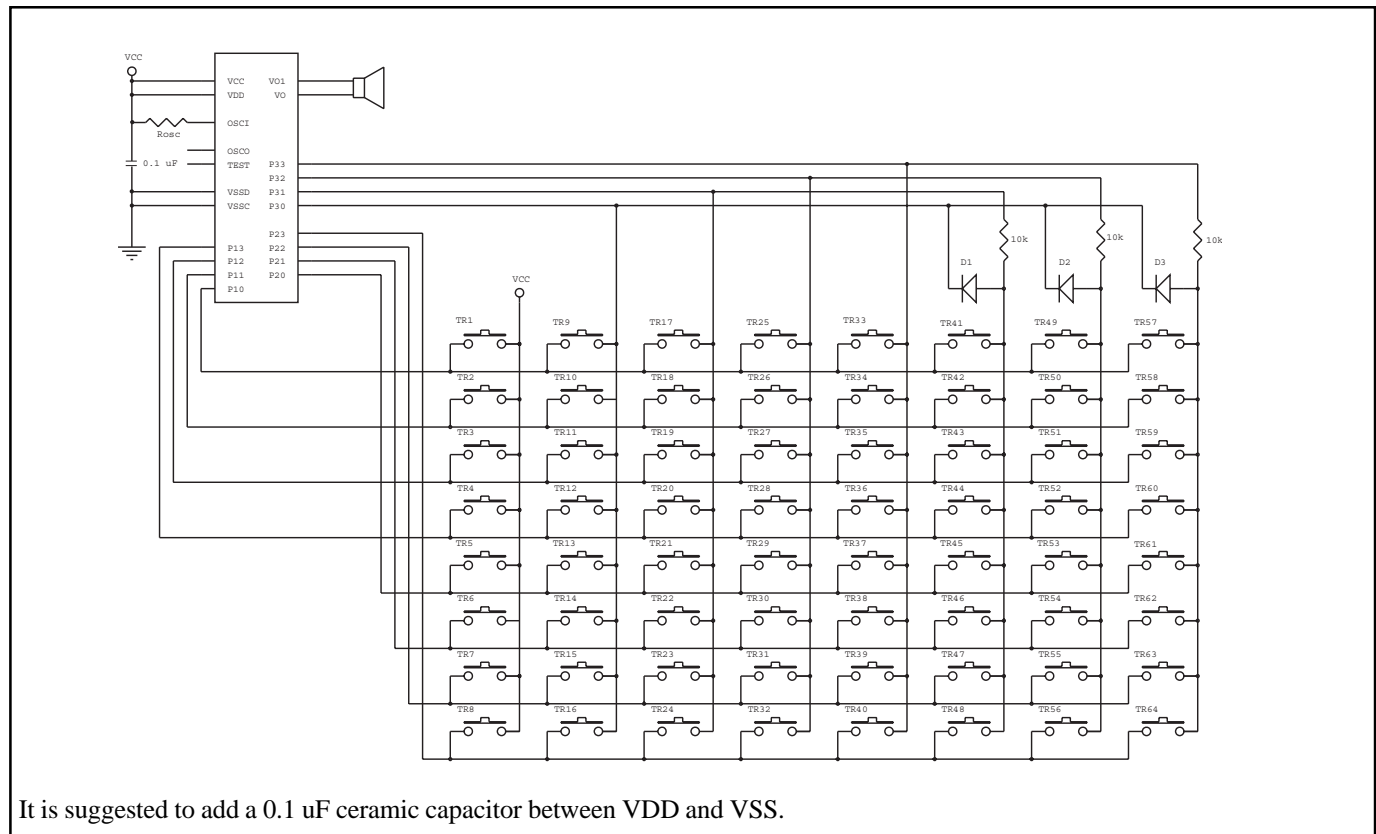 VCC
VCC VO1
VDD VO
OSCI
Rosc
OSCO
0.1 uF TEST P33
P32
VSSD P31
VSSC P30
P23
P13 P22
P12 P21
P11 P20
P10
10k 10k 10k
D1 D2 D3
VCC
TR1 TR9 TR17 TR25 TR33 TR41 TR49 TR57
TR2 TR10 TR18 TR26 TR34 TR42 TR50 TR58
TR3 TR11 TR19 TR27 TR35 TR43 TR51 TR59
TR4 TR12 TR20 TR28 TR36 TR44 TR52 TR60
TR5 TR13 TR21 TR29 TR37 TR45 TR53 TR61
TR6 TR14 TR22 TR30 TR38 TR46 TR54 TR62
TR7 TR15 TR23 TR31 TR39 TR47 TR55 TR63
TR8 TR16 TR24 TR32 TR40 TR48 TR56 TR64
It is suggested to add a 0.1 uF ceramic capacitor between VDD and VSS.